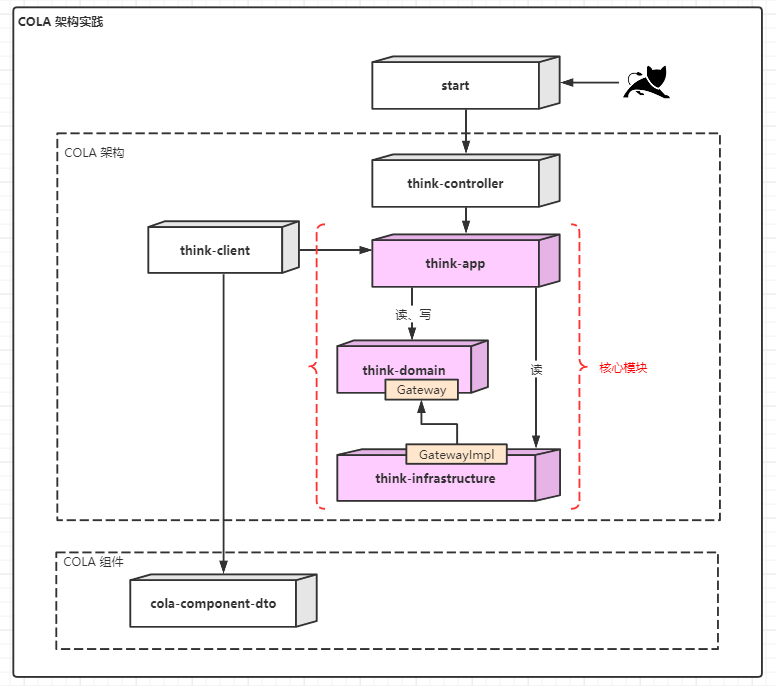 COLA 架构实践
start
COLA 架构
think-controller
think-client
think-app
读、写
think-domain
Gateway
读
核心模块
GatewayImpl
think-infrastructure
COLA 组件
cola-component-dto